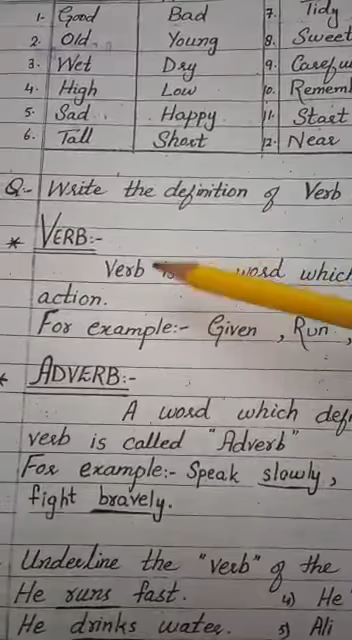 1. Good Bad 7. Tidy
2. Old Young 8. Sweet
3. Wet Dry 9.
4. High Low 10.
5. Sad Happy 11. Start
6. Tall Short 12. Near
Q:- Write the definition of Verb
* VERB:-
Verb is word which
action.
For example:- Given , Run ,
* ADVERB:-
A word which
verb is called "Adverb"
For example:- Speak slowly,
fight bravely.
Underline the "verb" of the
He runs fast. 4) He
He drinks water. 5) Ali